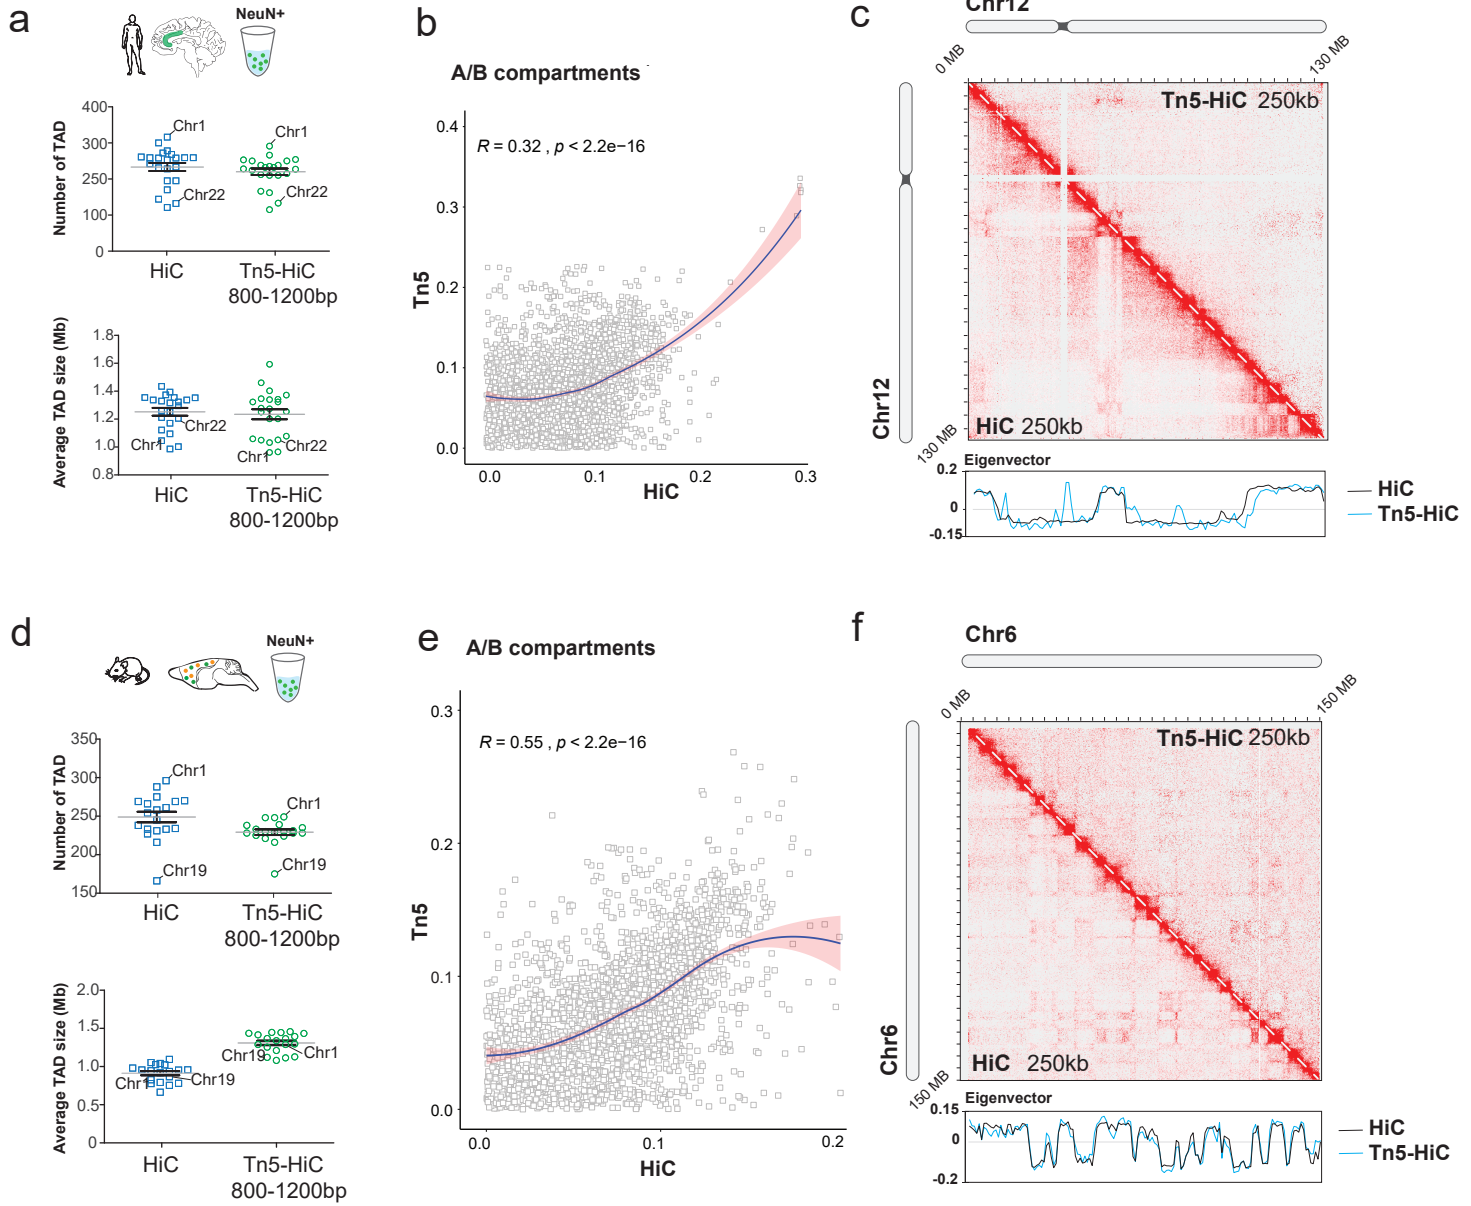 a
NeuN+
Number of TAD
400
300
250
100
0
Chr1
Chr22
Chr1
Chr22
HiC
Tn5-HiC
800-1200bp
Average TAD size (Mb)
1.8
1.6
1.4
1.2
1.0
0.8
Chr1
Chr22
Chr1
Chr22
HiC
Tn5-HiC
800-1200bp
b
A/B compartments
R = 0.32 , p < 2.2e−16
Tn5
0.4
0.3
0.2
0.1
0.0
0.0
0.1
0.2
0.3
HiC
c
Chr12
0 MB
130 MB
Tn5-HiC 250kb
Chr12
HiC 250kb
130 MB
Eigenvector
0.2
0
-0.15
HiC
Tn5-HiC
d
NeuN+
Number of TAD
350
300
250
200
150
Chr1
Chr19
Chr1
Chr19
HiC
Tn5-HiC
800-1200bp
Average TAD size (Mb)
2.0
1.5
1.0
0.5
0
Chr1
Chr19
Chr19
Chr1
HiC
Tn5-HiC
800-1200bp
e
A/B compartments
R = 0.55 , p < 2.2e−16
Tn5
0.3
0.2
0.1
0.0
0.0
0.1
0.2
HiC
f
Chr6
0 MB
150 MB
Tn5-HiC 250kb
Chr6
HiC 250kb
150 MB
Eigenvector
0.15
0
-0.2
HiC
Tn5-HiC